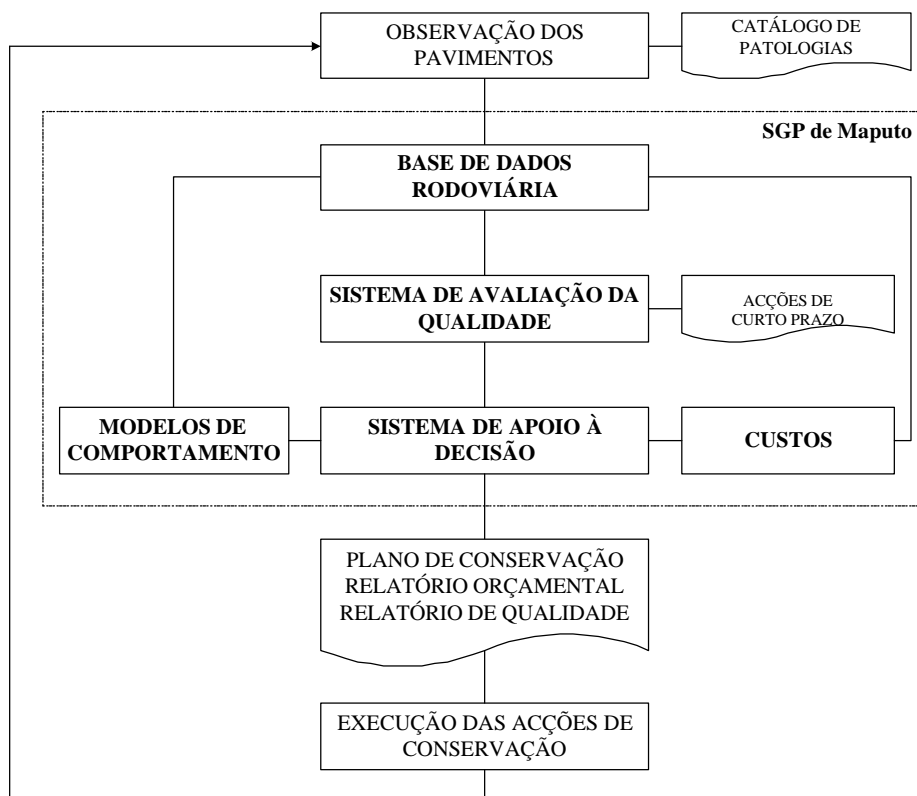 OBSERVAÇÃO DOS
PAVIMENTOS
CATÁLOGO DE
PATOLOGIAS
SGP de Maputo
BASE DE DADOS
RODOVIÁRIA
SISTEMA DE AVALIAÇÃO DA
QUALIDADE
ACÇÕES DE
CURTO PRAZO
MODELOS DE
COMPORTAMENTO
SISTEMA DE APOIO À
DECISÃO
CUSTOS
PLANO DE CONSERVAÇÃO
RELATÓRIO ORÇAMENTAL
RELATÓRIO DE QUALIDADE
EXECUÇÃO DAS ACÇÕES DE
CONSERVAÇÃO